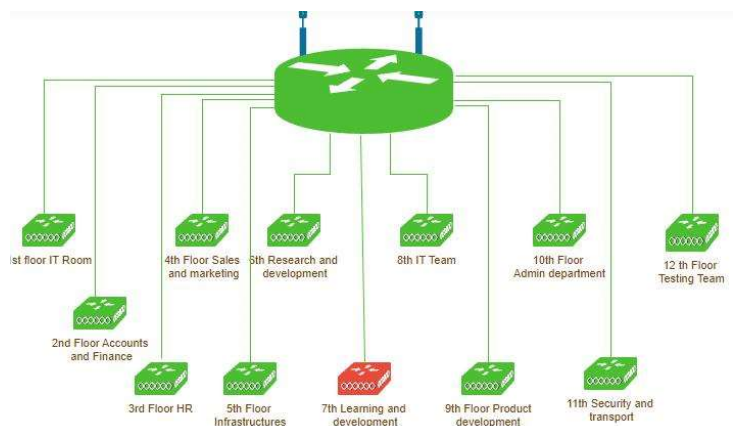 1st floor IT Room
4th Floor Sales
and marketing
6th Research and
development
8th IT Team
10th Floor
Admin department
12 th Floor
Testing Team
2nd Floor Accounts
and Finance
3rd Floor HR
5th Floor
Infrastructures
7th Learning and
development
9th Floor Product
development
11th Security and
transport